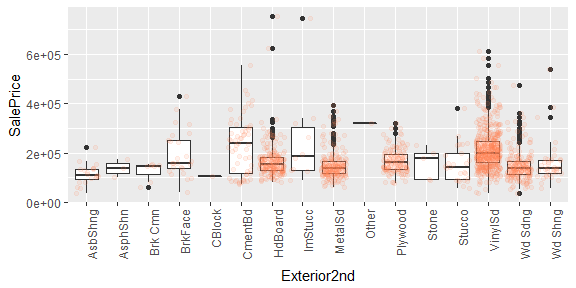 SalePrice
6e+05
4e+05
2e+05
0e+00
AsbShng
AsphShn
Brk Cmn
BrkFace
CBlock
CmentBd
HdBoard
ImStucc
MetalSd
Other
Plywood
Stone
Stucco
VinylSd
Wd Sdng
Wd Shng
Exterior2nd